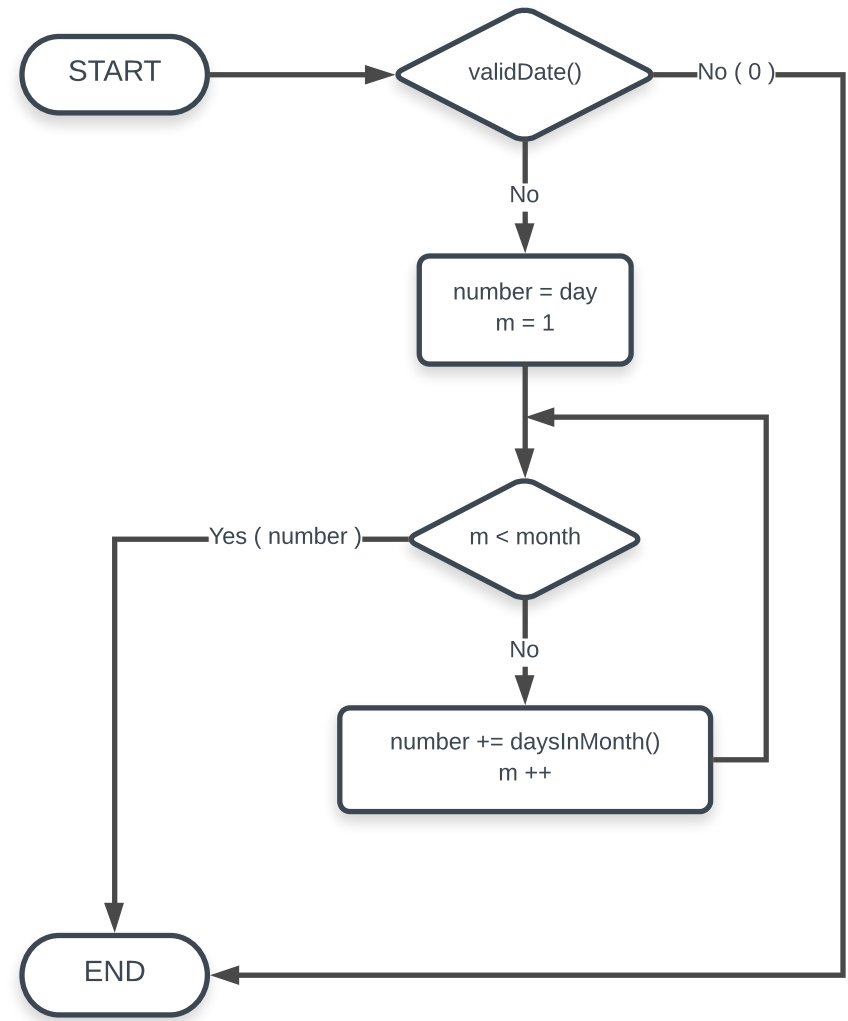 START
validDate()
No ( 0 )
No
number = day
m = 1
Yes ( number )
m < month
No
number += daysInMonth()
m ++
END